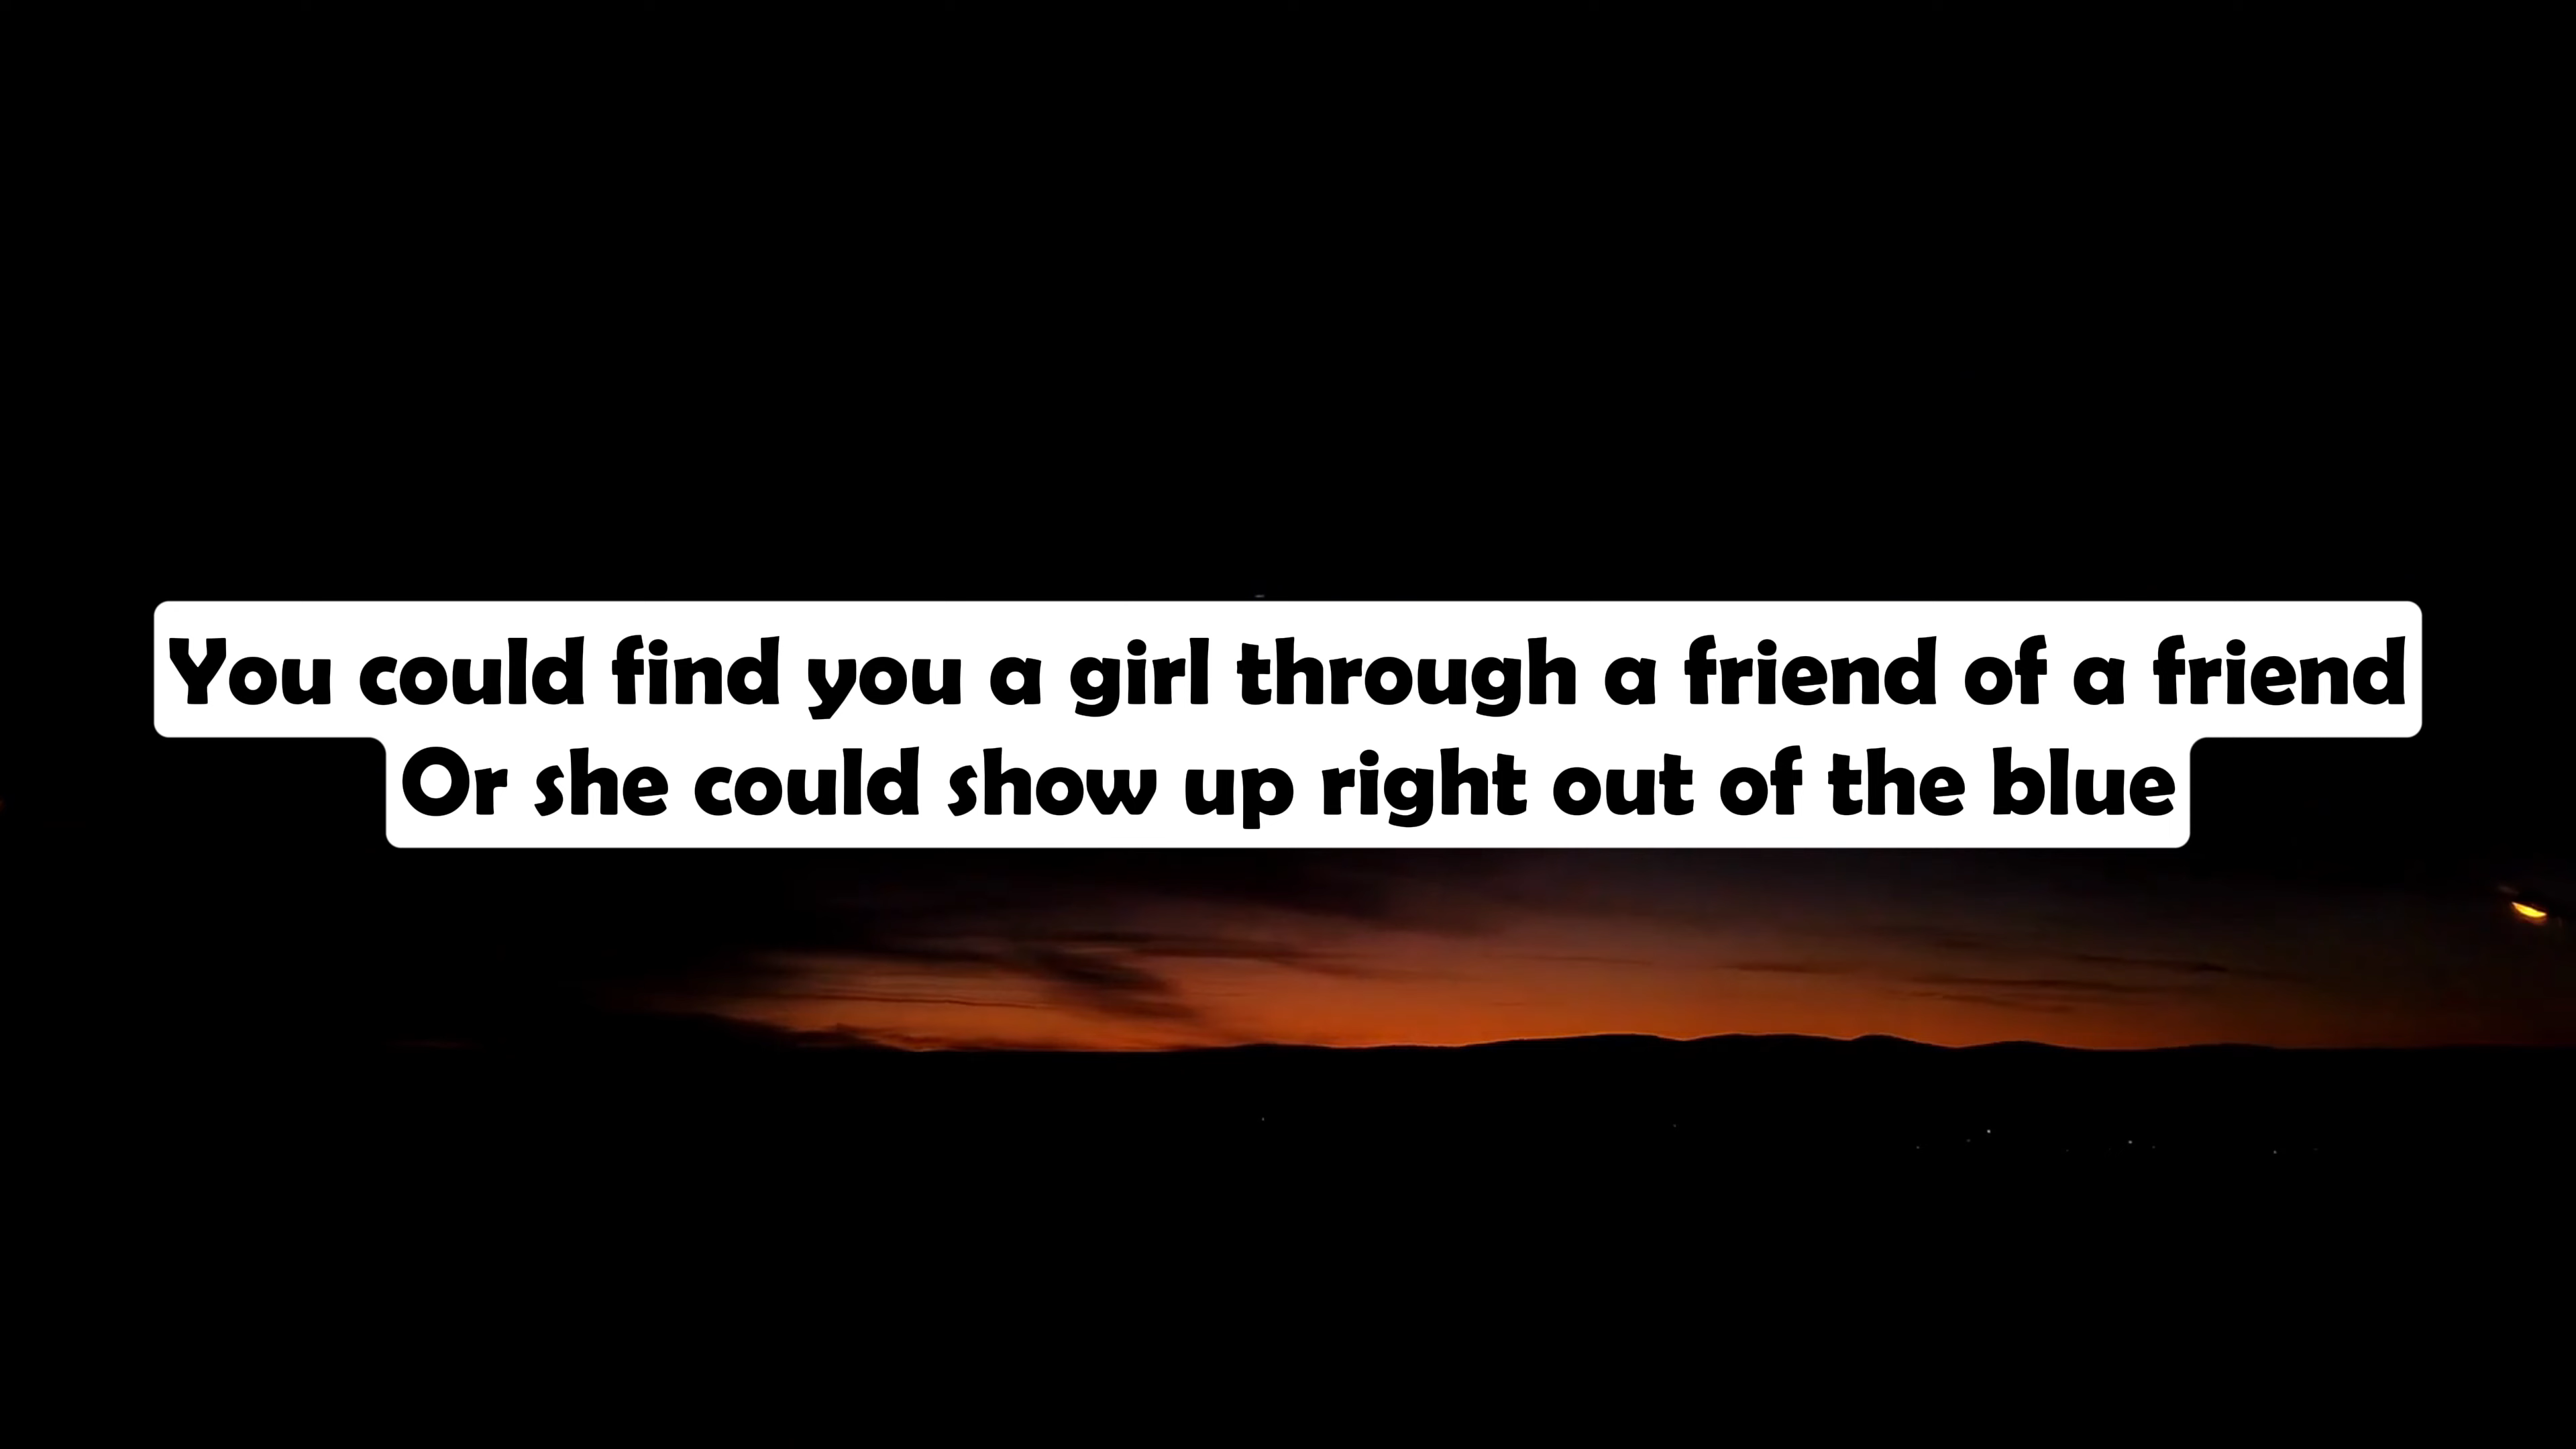 You could find you a girl through a friend of a friend
Or she could show up right out of the blue